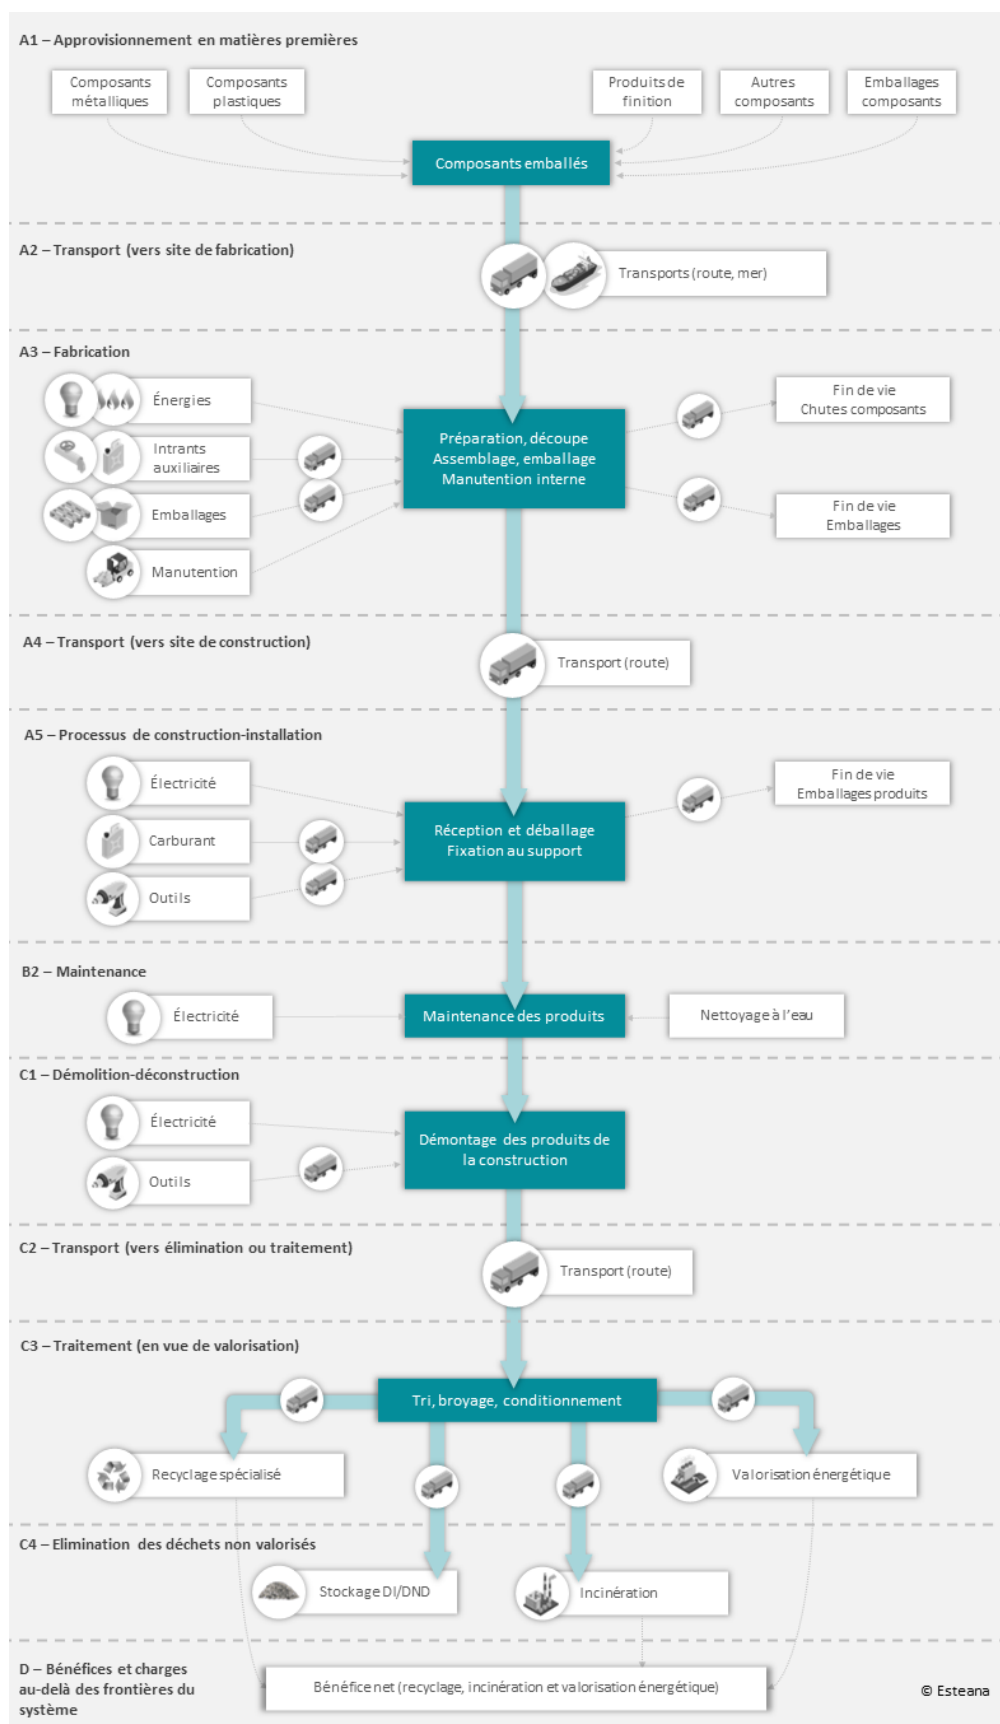 A1 – Approvisionnement en matières premières
Composants
métalliques
Composants
plastiques
Produits de
finition
Autres
composants
Emballages
composants
Composants emballés
A2 – Transport (vers site de fabrication)
Transports (route, mer)
A3 – Fabrication
Énergies
Intrants
auxiliaires
Emballages
Manutention
Préparation, découpe
Assemblage, emballage
Manutention interne
Fin de vie
Chutes composants
Fin de vie
Emballages
A4 – Transport (vers site de construction)
Transport (route)
A5 – Processus de construction-installation
Électricité
Carburant
Outils
Réception et déballage
Fixation au support
Fin de vie
Emballages produits
B2 – Maintenance
Électricité
Maintenance des produits
Nettoyage à l'eau
C1 – Démolition-déconstruction
Électricité
Outils
Démontage des produits de
la construction
C2 – Transport (vers élimination ou traitement)
Transport (route)
C3 – Traitement (en vue de valorisation)
Tri, broyage, conditionnement
Recyclage spécialisé
Valorisation énergétique
C4 – Elimination des déchets non valorisés
Stockage DI/DND
Incinération
D – Bénéfices et charges
au-delà des frontières du
système
Bénéfice net (recyclage, incinération et valorisation énergétique)
© Esteana